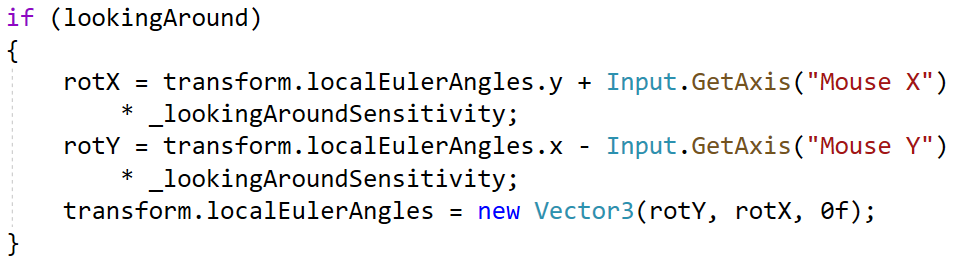 if (lookingAround)
{
    rotX = transform.localEulerAngles.y + Input.GetAxis("Mouse X")
        * _lookingAroundSensitivity;
    rotY = transform.localEulerAngles.x - Input.GetAxis("Mouse Y")
        * _lookingAroundSensitivity;
    transform.localEulerAngles = new Vector3(rotY, rotX, 0f);
}